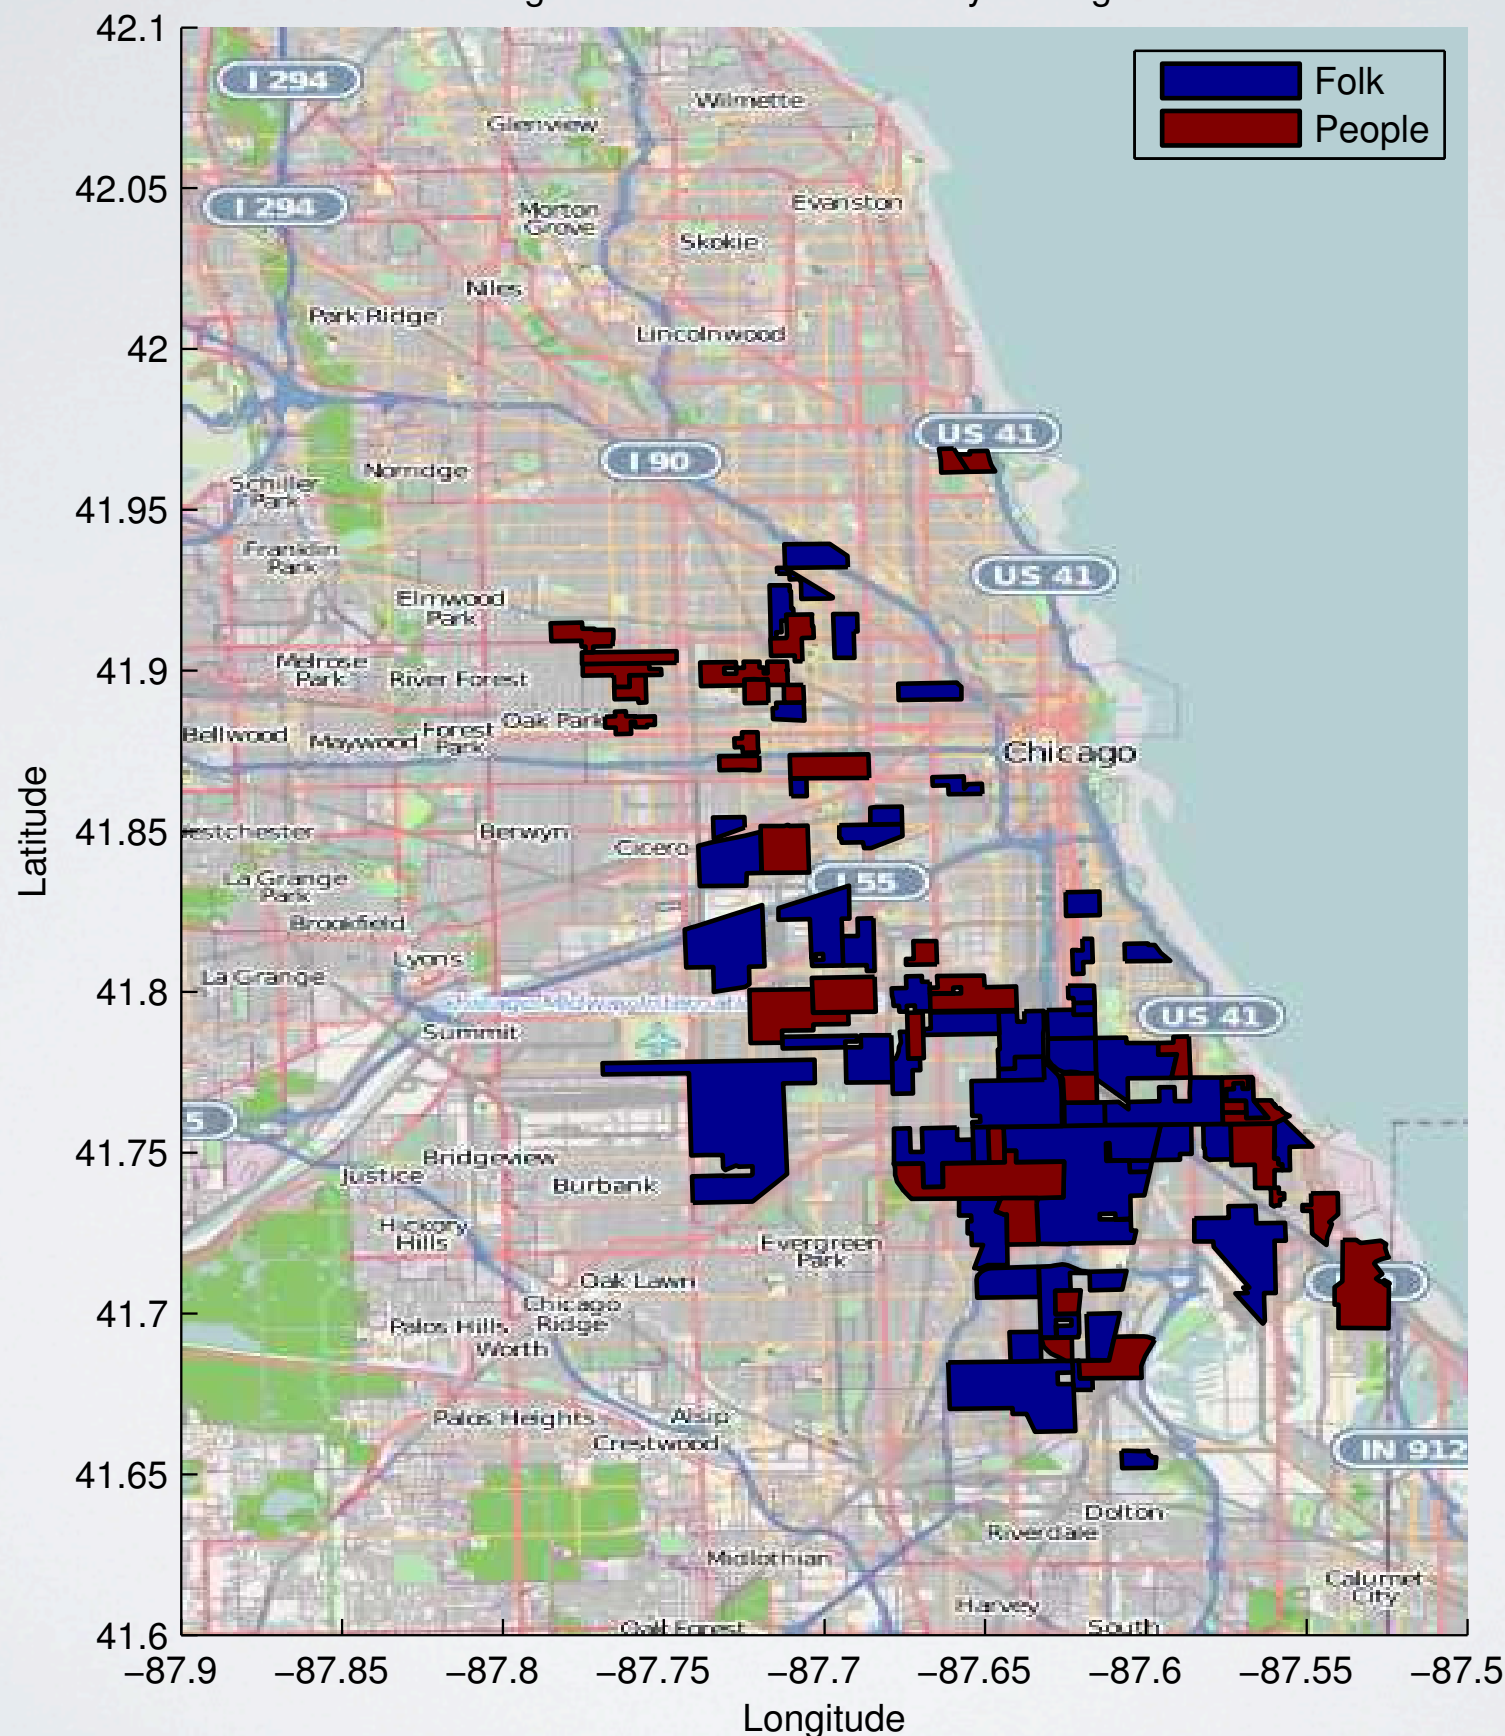 42.1
42.05
42
41.95
41.9
41.85
41.8
41.75
41.7
41.65
41.6
Latitude
−87.9
−87.85
−87.8
−87.75
−87.7
−87.65
−87.6
−87.55
−87.5
Longitude
Folk
People
I 294
Wilmette
Glenview
I 294
Evanston
Morton
Grove
Skokie
Niles
Park Ridge
Lincolnwood
US 41
I 90
Norridge
Schiller
Park
Franklin
Park
US 41
Elmwood
Park
Melrose
Park
River Forest
Oak Park
Bellwood
Maywood
Forest
Park
Chicago
estchester
Berwyn
Cicero
La Grange
Park
I 55
Brookfield
Lyons
La Grange
Summit
US 41
5
Bridgeview
Justice
Burbank
Hickory
Hills
Evergreen
Park
Oak Lawn
Chicago
Ridge
Palos Hills
Worth
Palos Heights
Alsip
Crestwood
IN 912
Dolton
Riverdale
Midlothian
Calumet
City
Harvey
Oak Forest
South